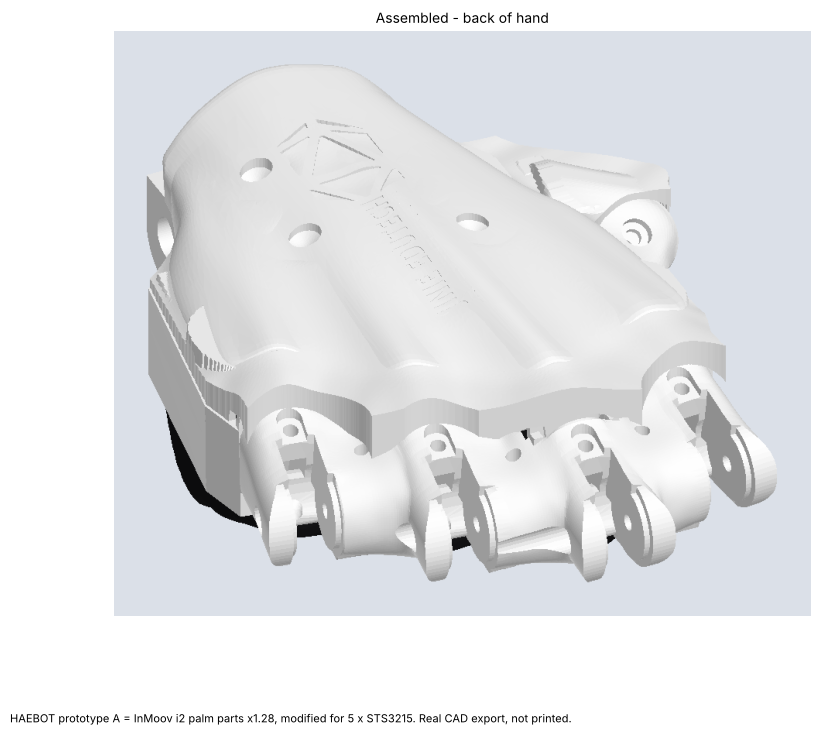 Assembled - back of hand
HAEBOT prototype A = InMoov i2 palm parts x1.28, modified for 5 x STS3215. Real CAD export, not printed.